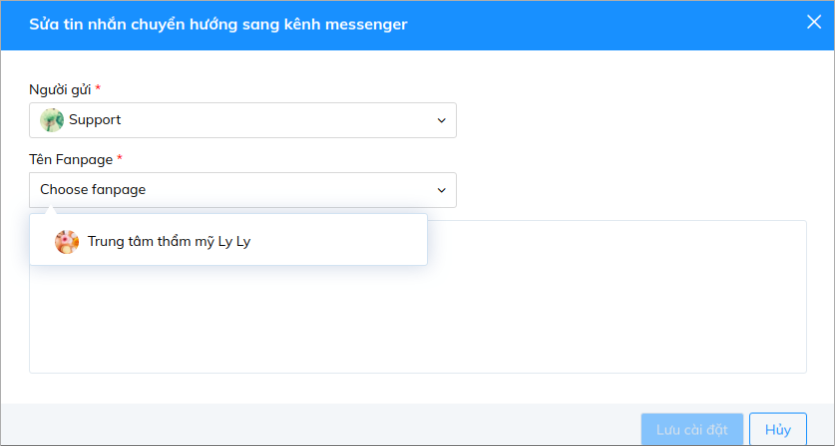 Sửa tin nhắn chuyển hướng sang kênh messenger
Người gửi *
Support
Tên Fanpage *
Choose fanpage
Trung tâm thẩm mỹ Ly Ly
Lưu cài đặt
Hủy